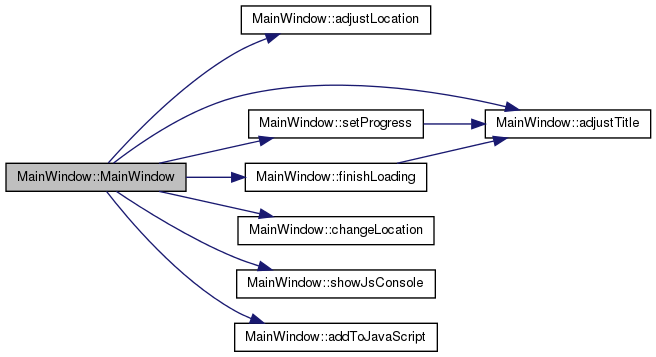 MainWindow::adjustLocation
MainWindow::setProgress
MainWindow::adjustTitle
MainWindow::MainWindow
MainWindow::finishLoading
MainWindow::changeLocation
MainWindow::showJsConsole
MainWindow::addToJavaScript